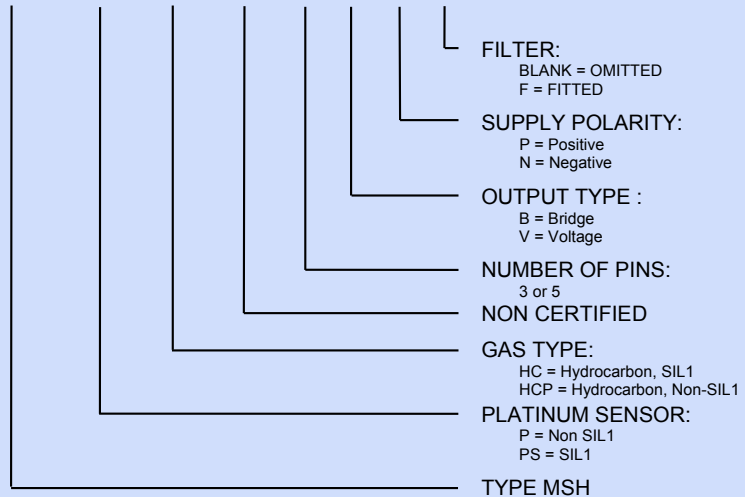 FILTER:
BLANK = OMITTED
F = FITTED
SUPPLY POLARITY:
P = Positive
N = Negative
OUTPUT TYPE :
B = Bridge
V = Voltage
NUMBER OF PINS:
3 or 5
NON CERTIFIED
GAS TYPE:
HC = Hydrocarbon, SIL1
HCP = Hydrocarbon, Non-SIL1
PLATINUM SENSOR:
P = Non SIL1
PS = SIL1
TYPE MSH